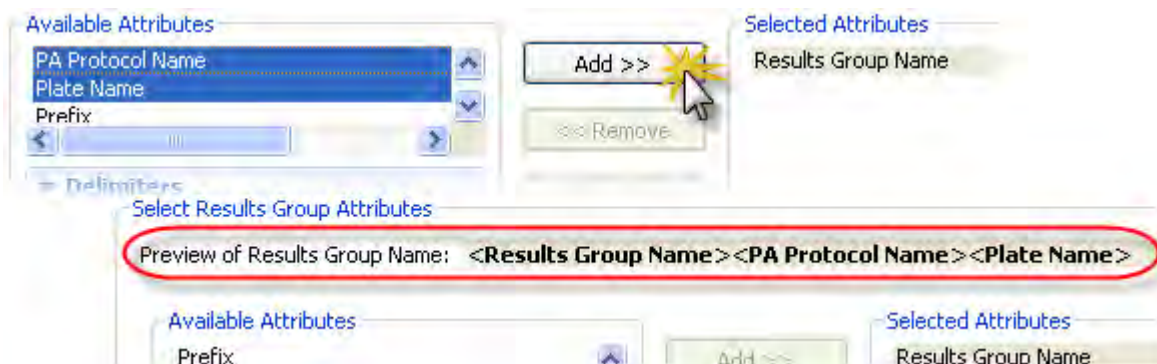 Available Attributes
Selected Attributes
PA Protocol Name
Add >>
Results Group Name
Plate Name
Prefix
<< Remove
Delimiters
Select Results Group Attributes
Preview of Results Group Name: <Results Group Name><PA Protocol Name><Plate Name>
Available Attributes
Selected Attributes
Prefix
Add >>
Results Group Name